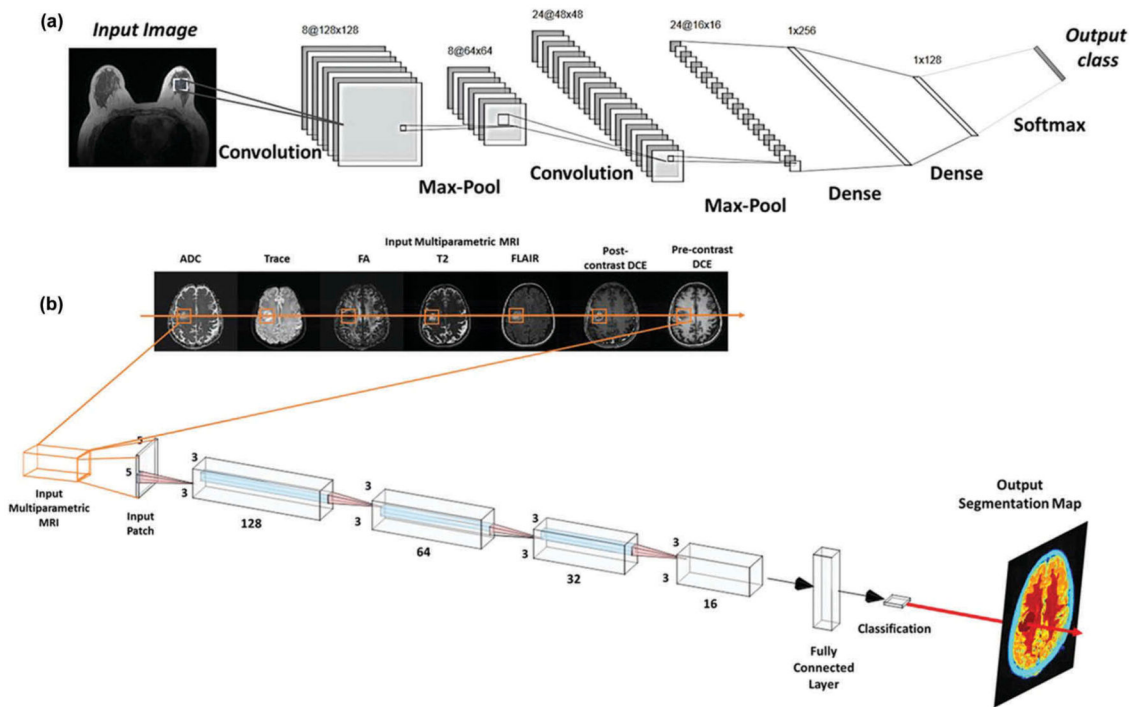 (a)
Input Image
8@128x128
8@64x64
24@48x48
24@16x16
1x256
1x128
Output
class
Convolution
Max-Pool
Convolution
Max-Pool
Dense
Dense
Softmax
(b)
Input Multiparametric MRI
ADC
Trace
FA
T2
FLAIR
Post-
contrast DCE
Pre-contrast
DCE
Input
Multiparametric
MRI
5
5
Input
Patch
3
3
128
3
3
64
3
3
32
3
3
16
Fully
Connected
Layer
Classification
Output
Segmentation Map